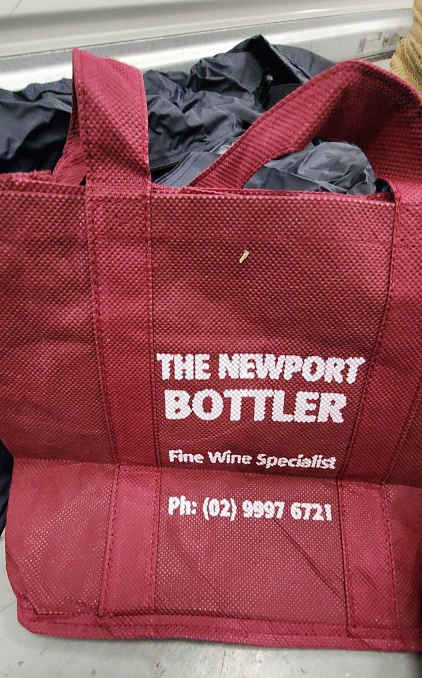 THE NEWPORT
BOTTLER
Fine Wine Specialist
Ph: (02) 9997 6721